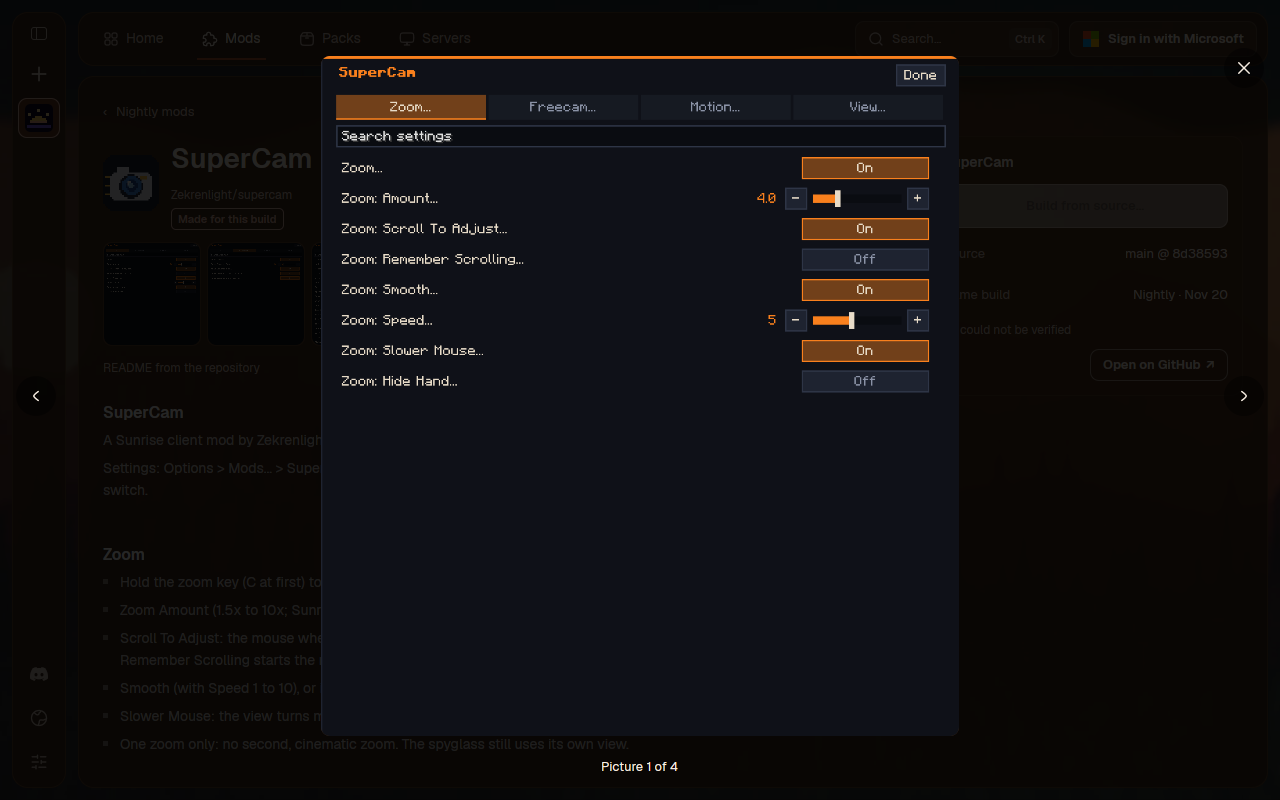 Home
Mods
Packs
Servers
Search...
Ctrl K
Sign in with Microsoft
SuperCam
Done
Zoom...
Freecam...
Motion...
View...
Search settings
Zoom...
On
Zoom: Amount...
4.0
−
+
Zoom: Scroll To Adjust...
On
Zoom: Remember Scrolling...
Off
Zoom: Smooth...
On
Zoom: Speed...
5
−
+
Zoom: Slower Mouse...
On
Zoom: Hide Hand...
Off
‹ Nightly mods
SuperCam
Zekrenlight/supercam
Made for this build
README from the repository
SuperCam
A Sunrise client mod by Zekrenligh
Settings: Options > Mods... > Supe
switch.
Zoom
Hold the zoom key (C at first) to
Zoom Amount (1.5x to 10x; Sunr
Scroll To Adjust: the mouse whe
Remember Scrolling starts the
Smooth (with Speed 1 to 10), or
Slower Mouse: the view turns m
One zoom only: no second, cinematic zoom. The spyglass still uses its own view.
perCam
Build from source...
urce
main @ 8d38593
me build
Nightly · Nov 20
could not be verified
Open on GitHub ↗
Picture 1 of 4